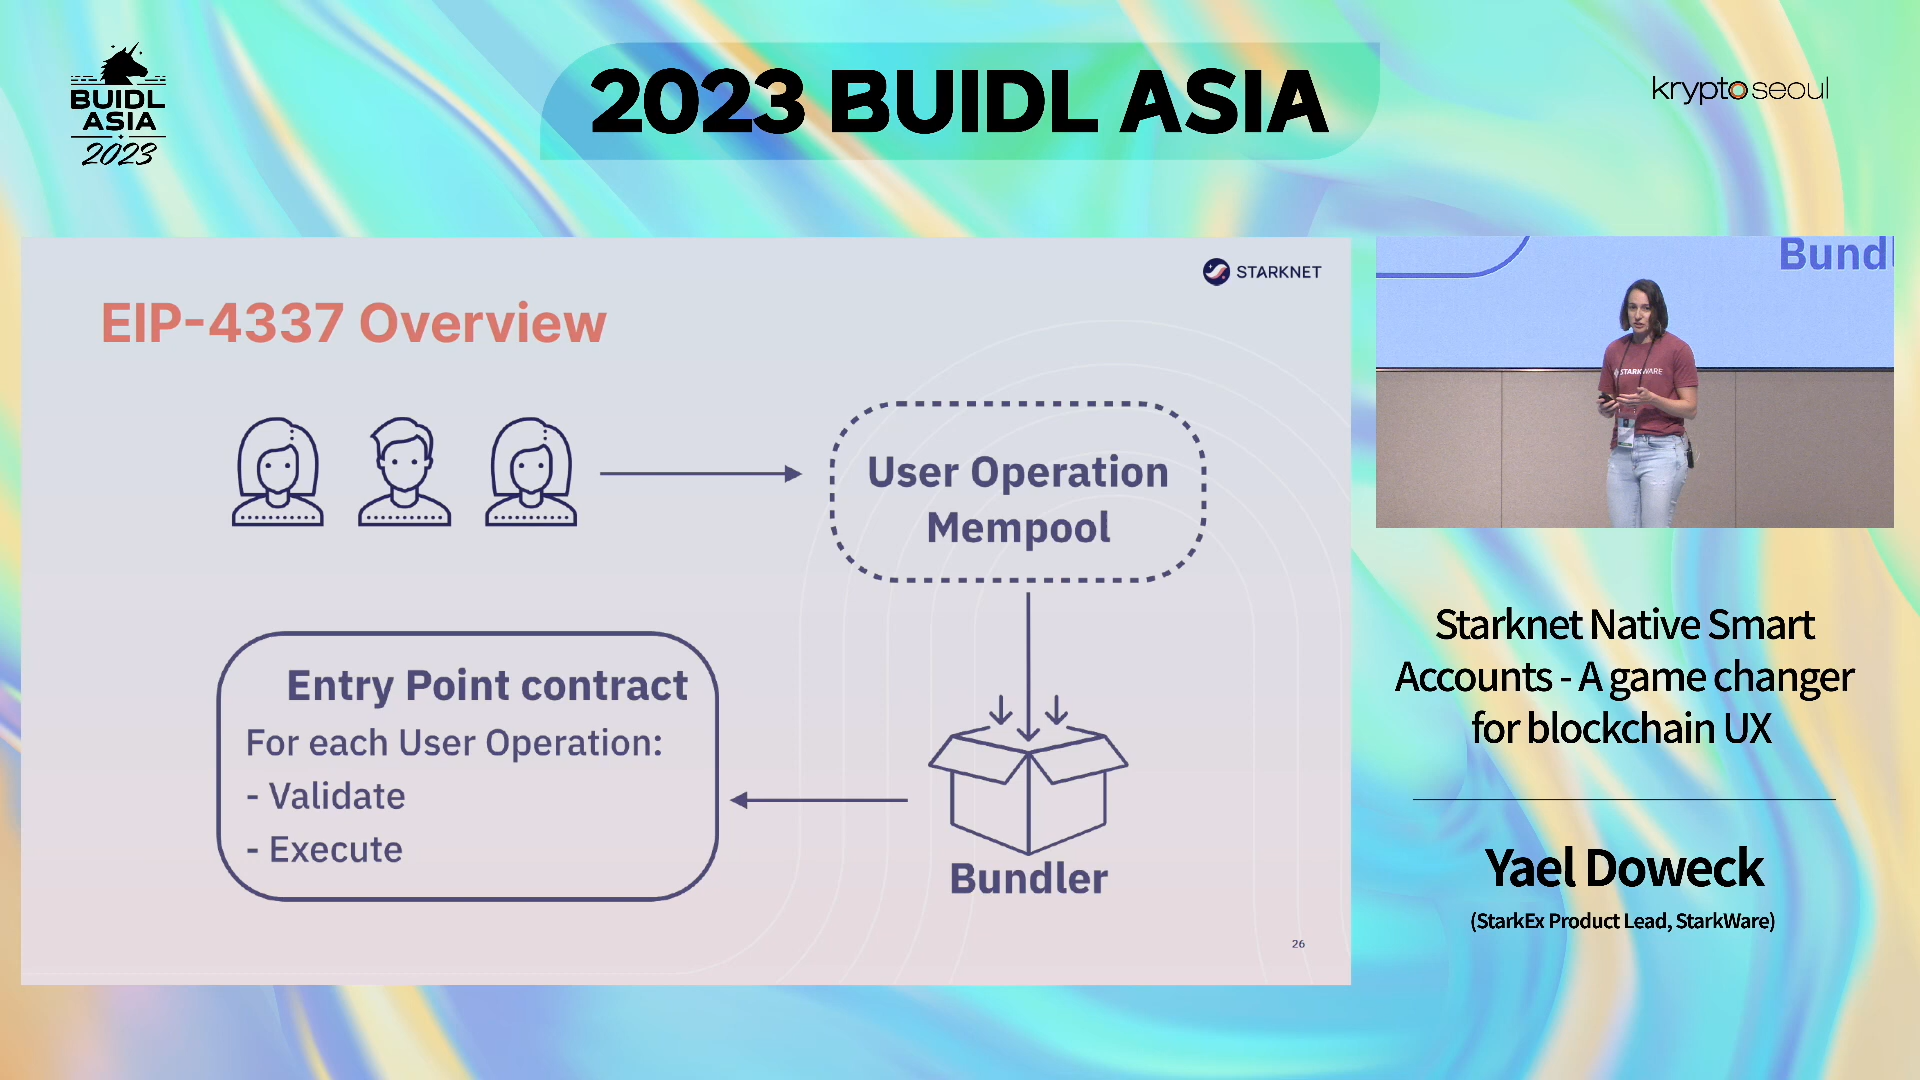 BUIDL
ASIA
2023
2023 BUIDL ASIA
kryptoseoul
STARKNET
EIP-4337 Overview
User Operation
Mempool
Entry Point contract
For each User Operation:
- Validate
- Execute
Bundler
26
Bundl
STARKWARE
Starknet Native Smart
Accounts - A game changer
for blockchain UX
Yael Doweck
(StarkEx Product Lead, StarkWare)